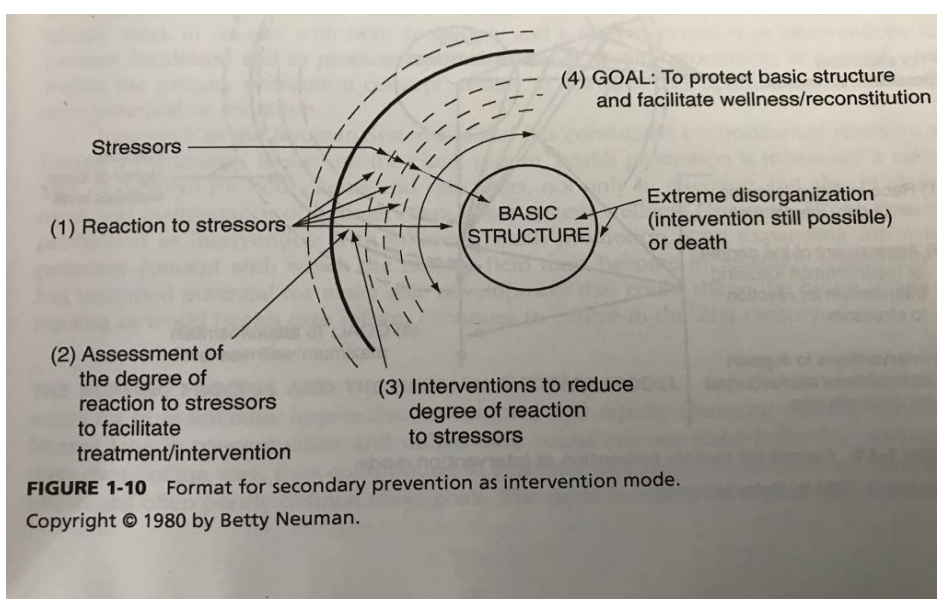 (4) GOAL: To protect basic structure
and facilitate wellness/reconstitution
Stressors
(1) Reaction to stressors
BASIC
STRUCTURE
Extreme disorganization
(intervention still possible)
or death
(2) Assessment of
the degree of
reaction to stressors
to facilitate
treatment/intervention
(3) Interventions to reduce
degree of reaction
to stressors
FIGURE 1-10 Format for secondary prevention as intervention mode.
Copyright © 1980 by Betty Neuman.